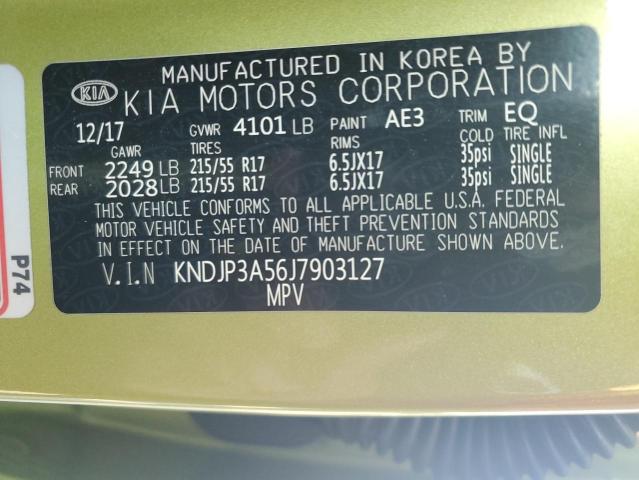 MANUFACTURED IN KOREA BY
KIA KIA MOTORS CORPORATION
12/17 GVWR 4101 LB PAINT AE3 TRIM EQ
GAWR TIRES RIMS COLD TIRE INFL
FRONT 2249 LB 215/55 R17 6.5JX17 35psi SINGLE
REAR 2028 LB 215/55 R17 6.5JX17 35psi SINGLE
THIS VEHICLE CONFORMS TO ALL APPLICABLE U.S.A. FEDERAL
MOTOR VEHICLE SAFETY AND THEFT PREVENTION STANDARDS
IN EFFECT ON THE DATE OF MANUFACTURE SHOWN ABOVE.
V.I.N KNDJP3A56J7903127
MPV
P74